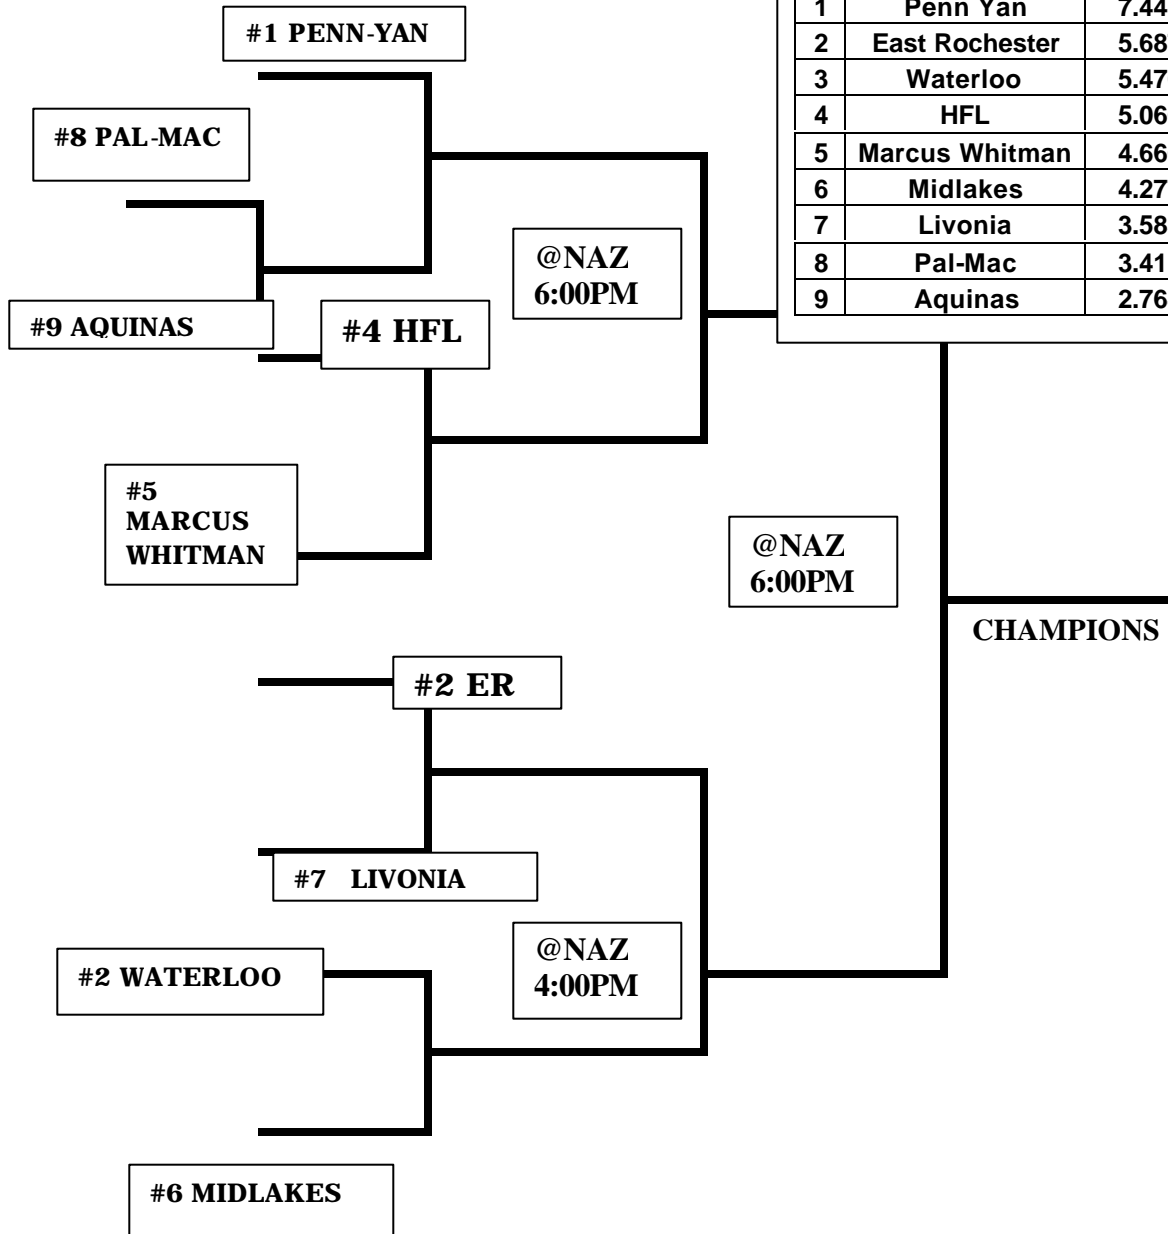 1 Penn Yan 7.44
2 East Rochester 5.68
3 Waterloo 5.47
4 HFL 5.06
5 Marcus Whitman 4.66
6 Midlakes 4.27
7 Livonia 3.58
8 Pal-Mac 3.41
9 Aquinas 2.76
#1 PENN-YAN
#8 PAL-MAC
@NAZ
6:00PM
#9 AQUINAS
#4 HFL
#5
MARCUS
WHITMAN
@NAZ
6:00PM
CHAMPIONS
#2 ER
#7 LIVONIA
@NAZ
4:00PM
#2 WATERLOO
#6 MIDLAKES